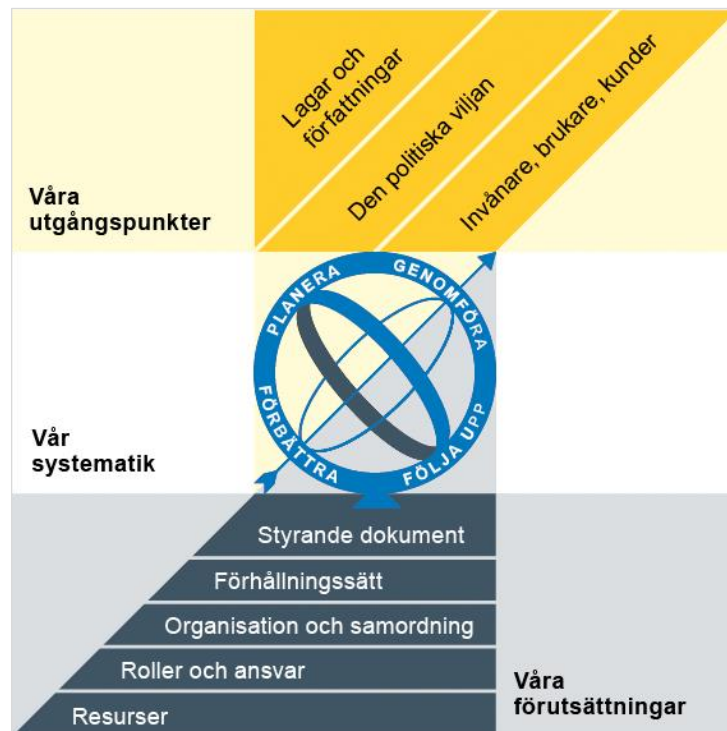 Lagar och
författningar
Den politiska viljan
Invånare, brukare, kunder
Våra
utgångspunkter
PLANERA
GENOMFÖRA
FÖLJA UPP
FÖRBÄTTRA
Vår
systematik
Styrande dokument
Förhållningssätt
Organisation och samordning
Roller och ansvar
Resurser
Våra
förutsättningar